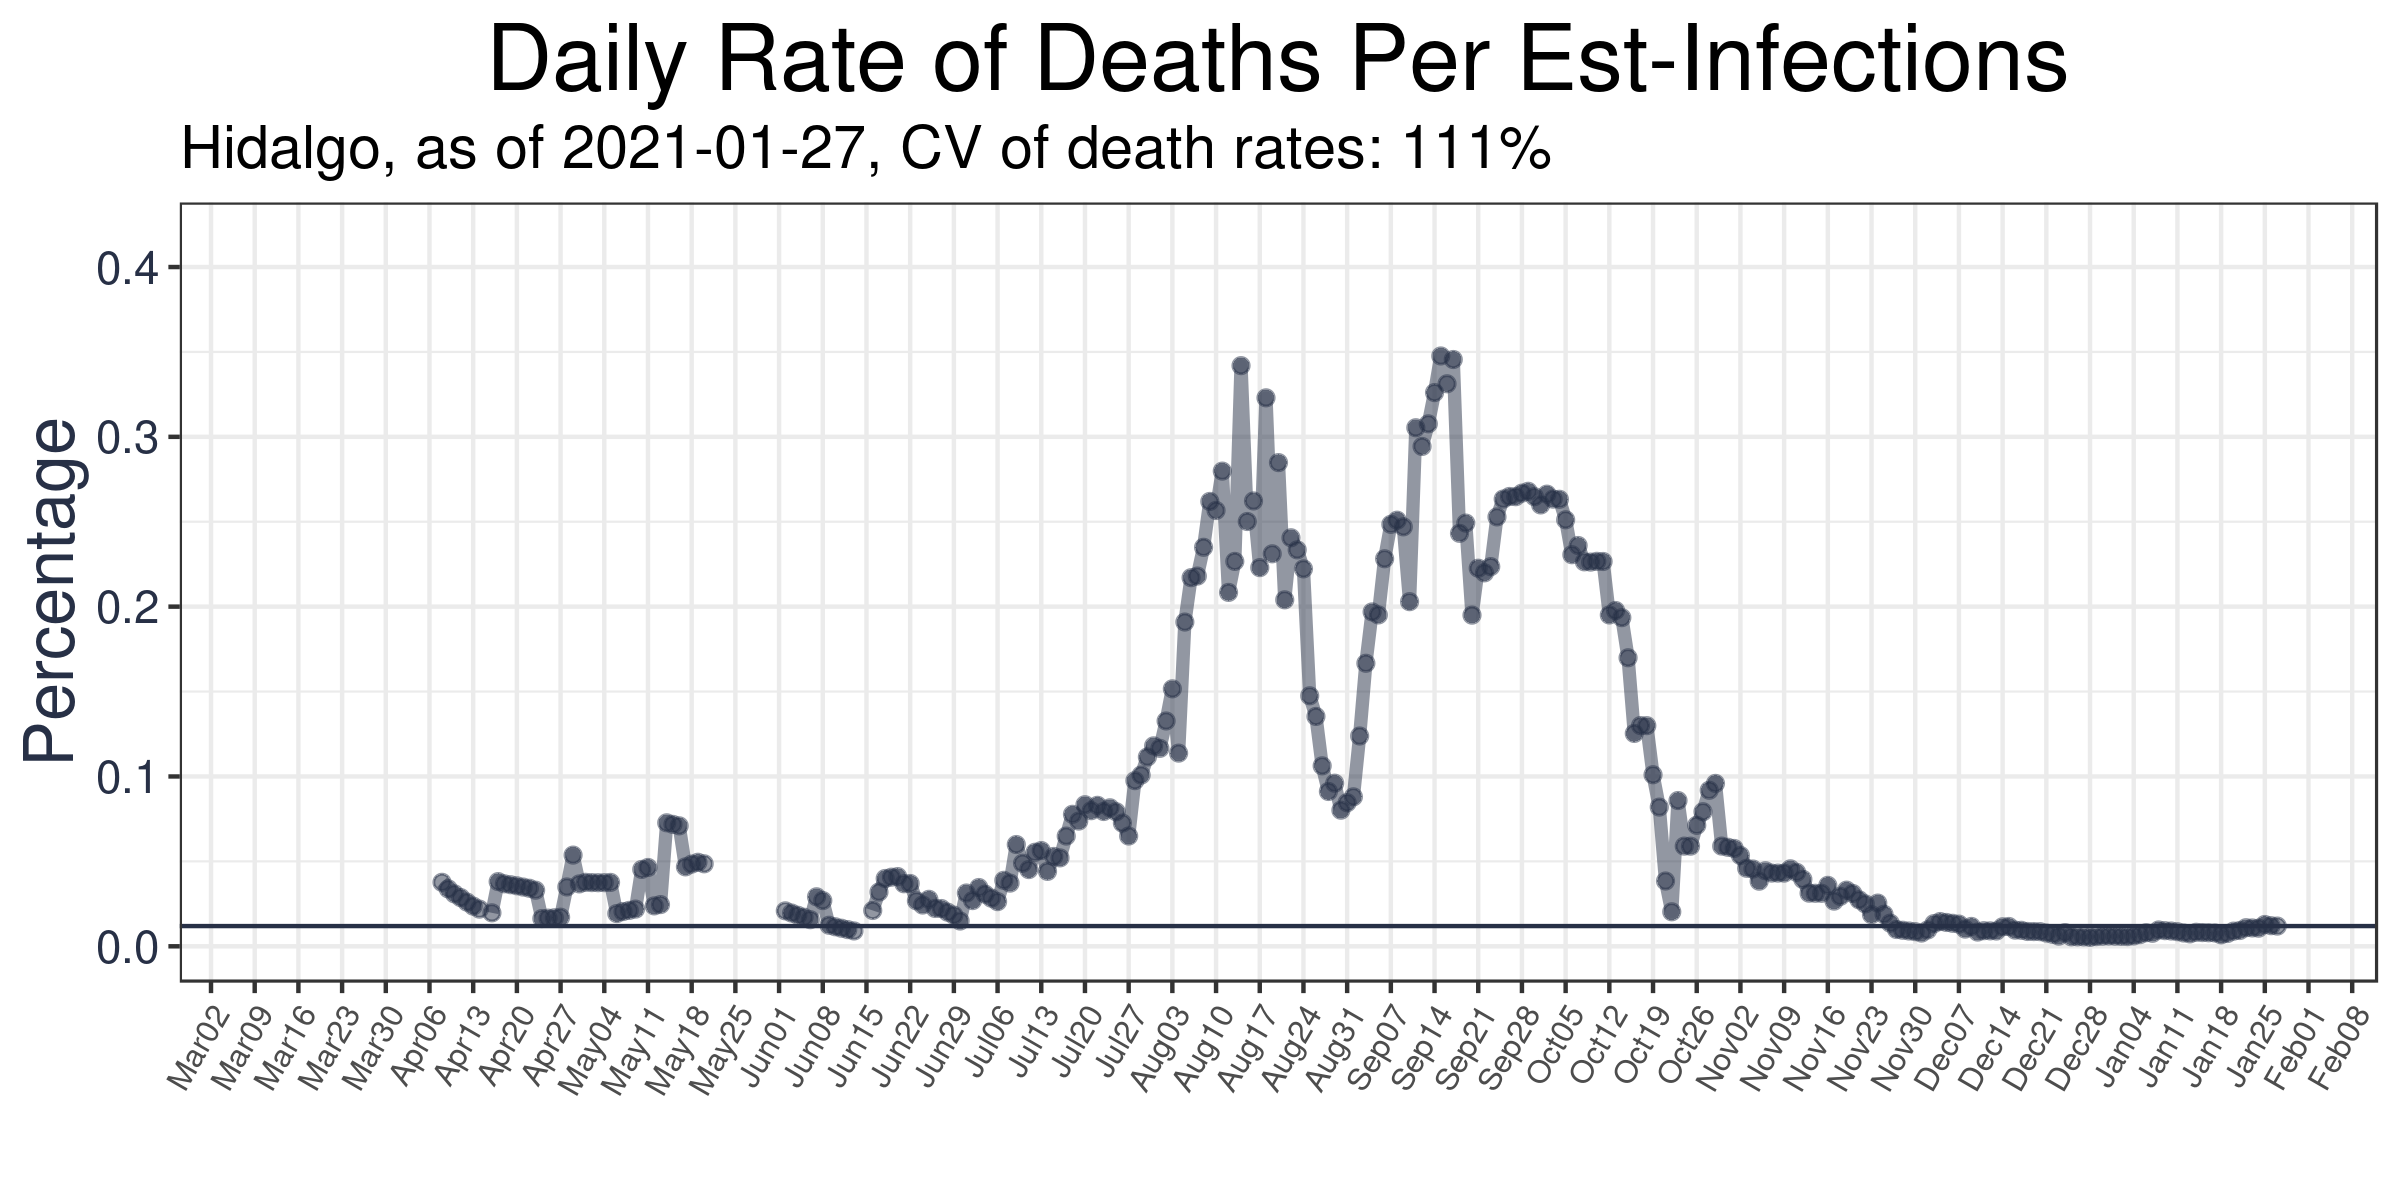 Daily Rate of Deaths Per Est-Infections
Hidalgo, as of 2021-01-27, CV of death rates: 111%
Percentage
0.4
0.3
0.2
0.1
0.0
Mar02
Mar09
Mar16
Mar23
Mar30
Apr06
Apr13
Apr20
Apr27
May04
May11
May18
May25
Jun01
Jun08
Jun15
Jun22
Jun29
Jul06
Jul13
Jul20
Jul27
Aug03
Aug10
Aug17
Aug24
Aug31
Sep07
Sep14
Sep21
Sep28
Oct05
Oct12
Oct19
Oct26
Nov02
Nov09
Nov16
Nov23
Nov30
Dec07
Dec14
Dec21
Dec28
Jan04
Jan11
Jan18
Jan25
Feb01
Feb08